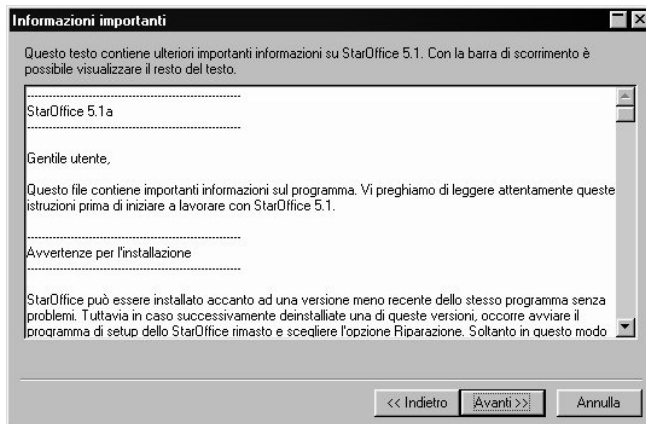 Informazioni importanti
Questo testo contiene ulteriori importanti informazioni su StarOffice 5.1. Con la barra di scorrimento è
possibile visualizzare il resto del testo.
------------------------------------------------------
StarOffice 5.1a
------------------------------------------------------
Gentile utente,
Questo file contiene importanti informazioni sul programma. Vi preghiamo di leggere attentamente queste
istruzioni prima di iniziare a lavorare con StarOffice 5.1.
------------------------------------------------------
Avvertenze per l'installazione
------------------------------------------------------
StarOffice può essere installato accanto ad una versione meno recente dello stesso programma senza
problemi. Tuttavia in caso successivamente deinstalliate una di queste versioni, occorre avviare il
programma di setup dello StarOffice rimasto e scegliere l'opzione Riparazione. Soltanto in questo modo
<< Indietro
Avanti >>
Annulla